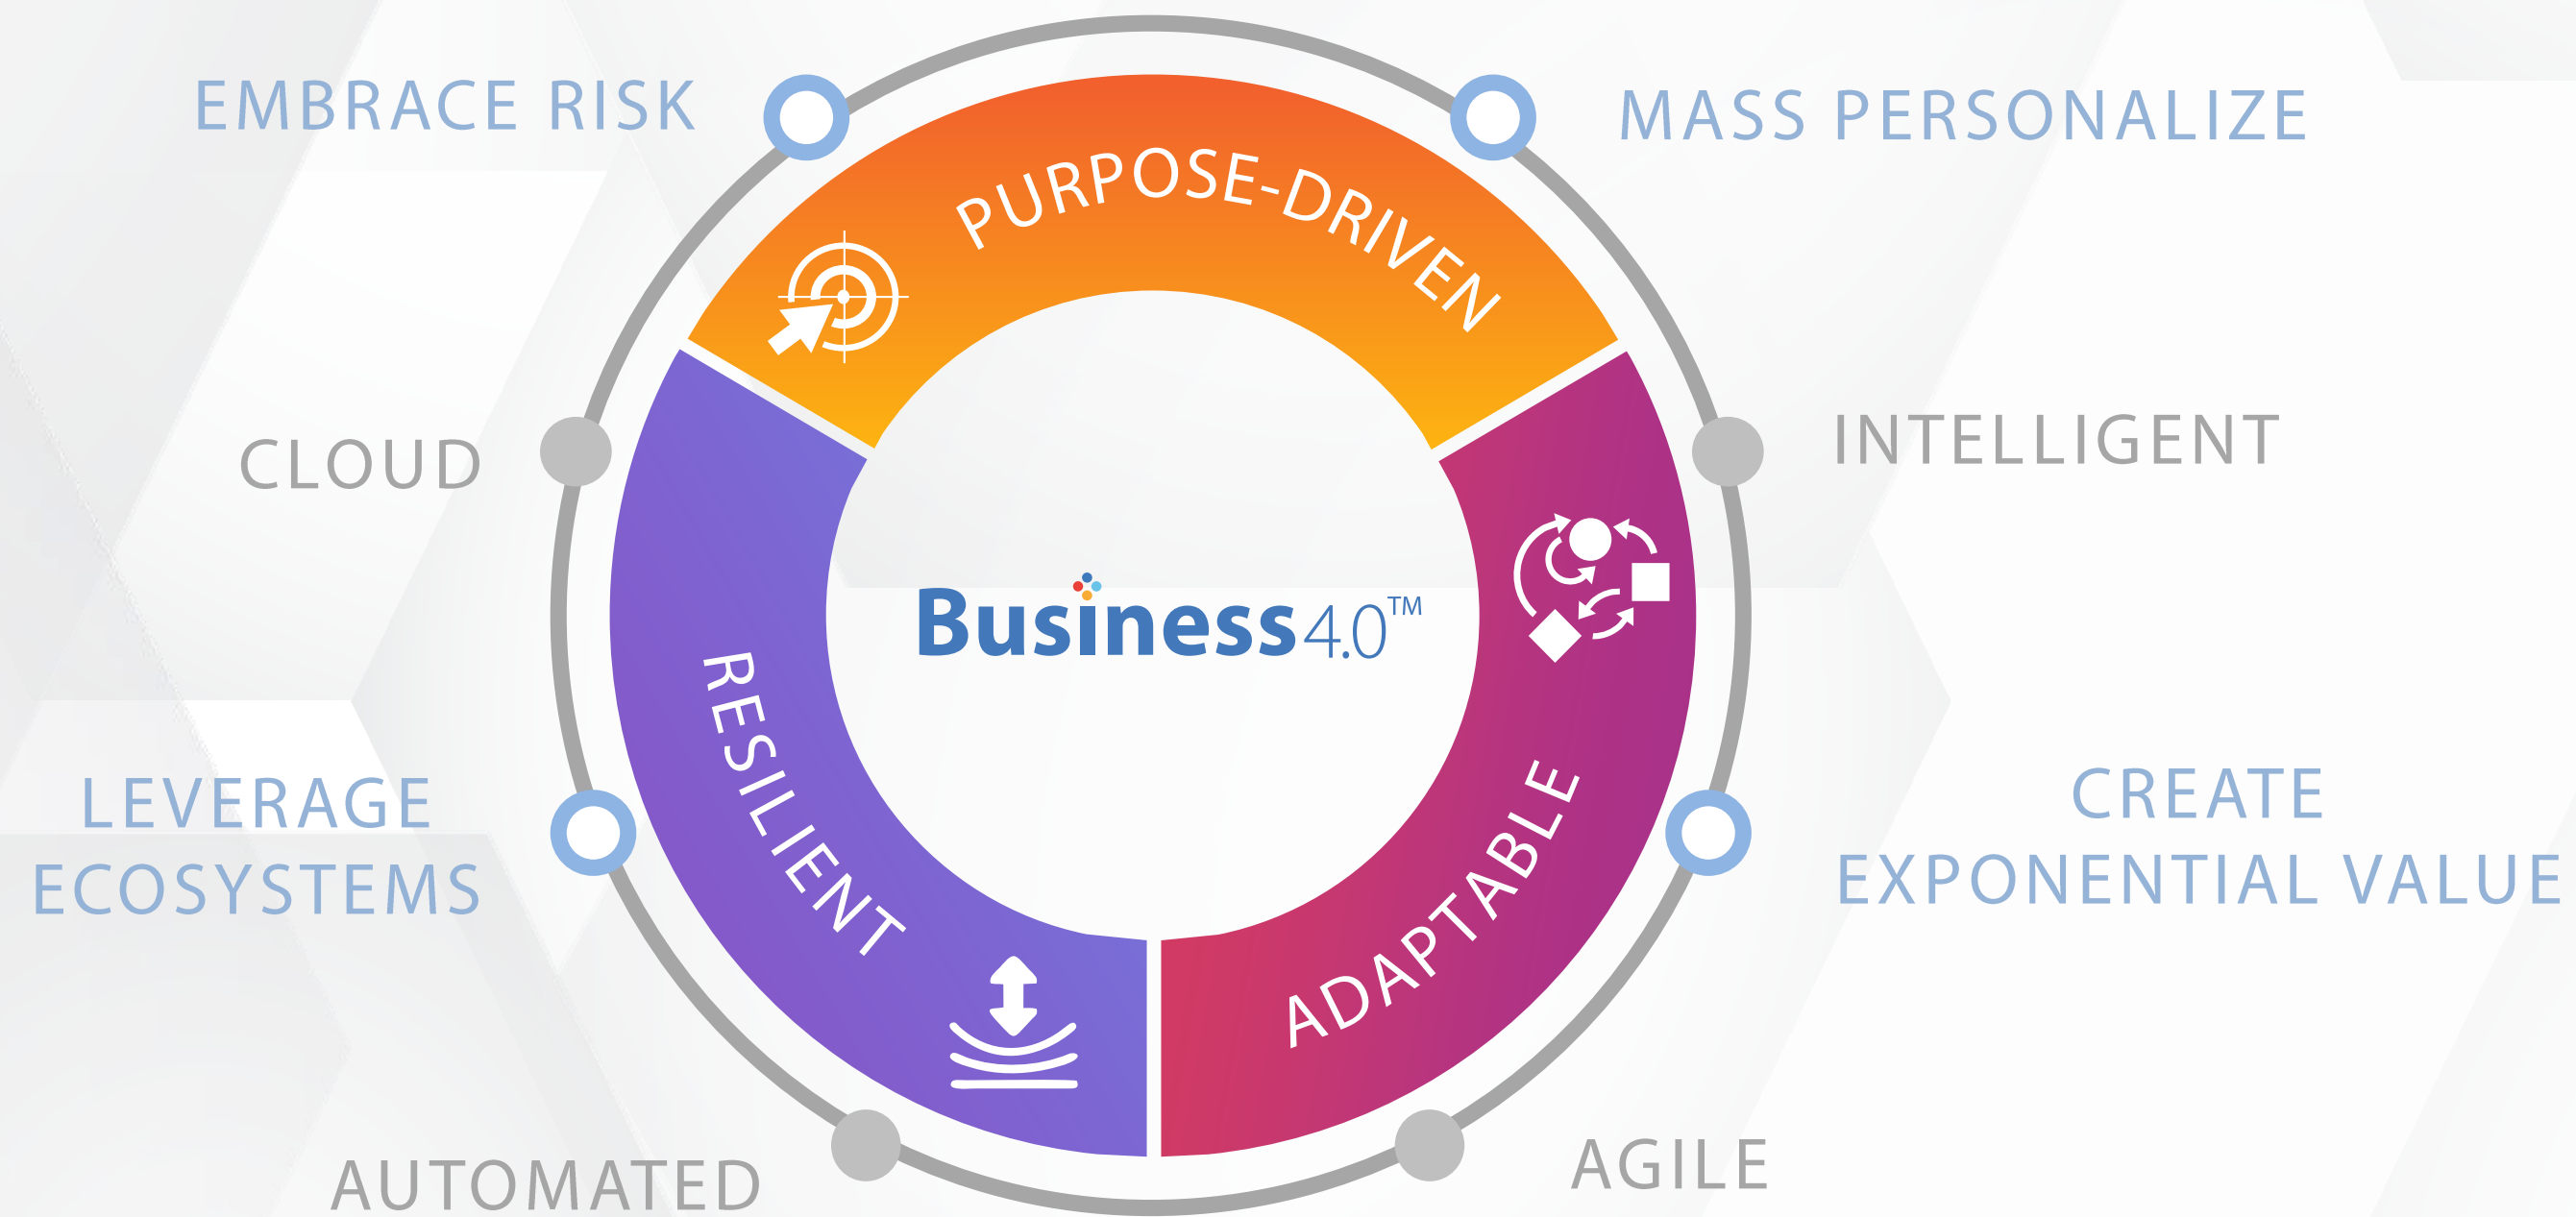 EMBRACE RISK
MASS PERSONALIZE
PURPOSE-DRIVEN
CLOUD
INTELLIGENT
Business 4.0™
RESILIENT
ADAPTABLE
LEVERAGE
ECOSYSTEMS
CREATE
EXPONENTIAL VALUE
AUTOMATED
AGILE